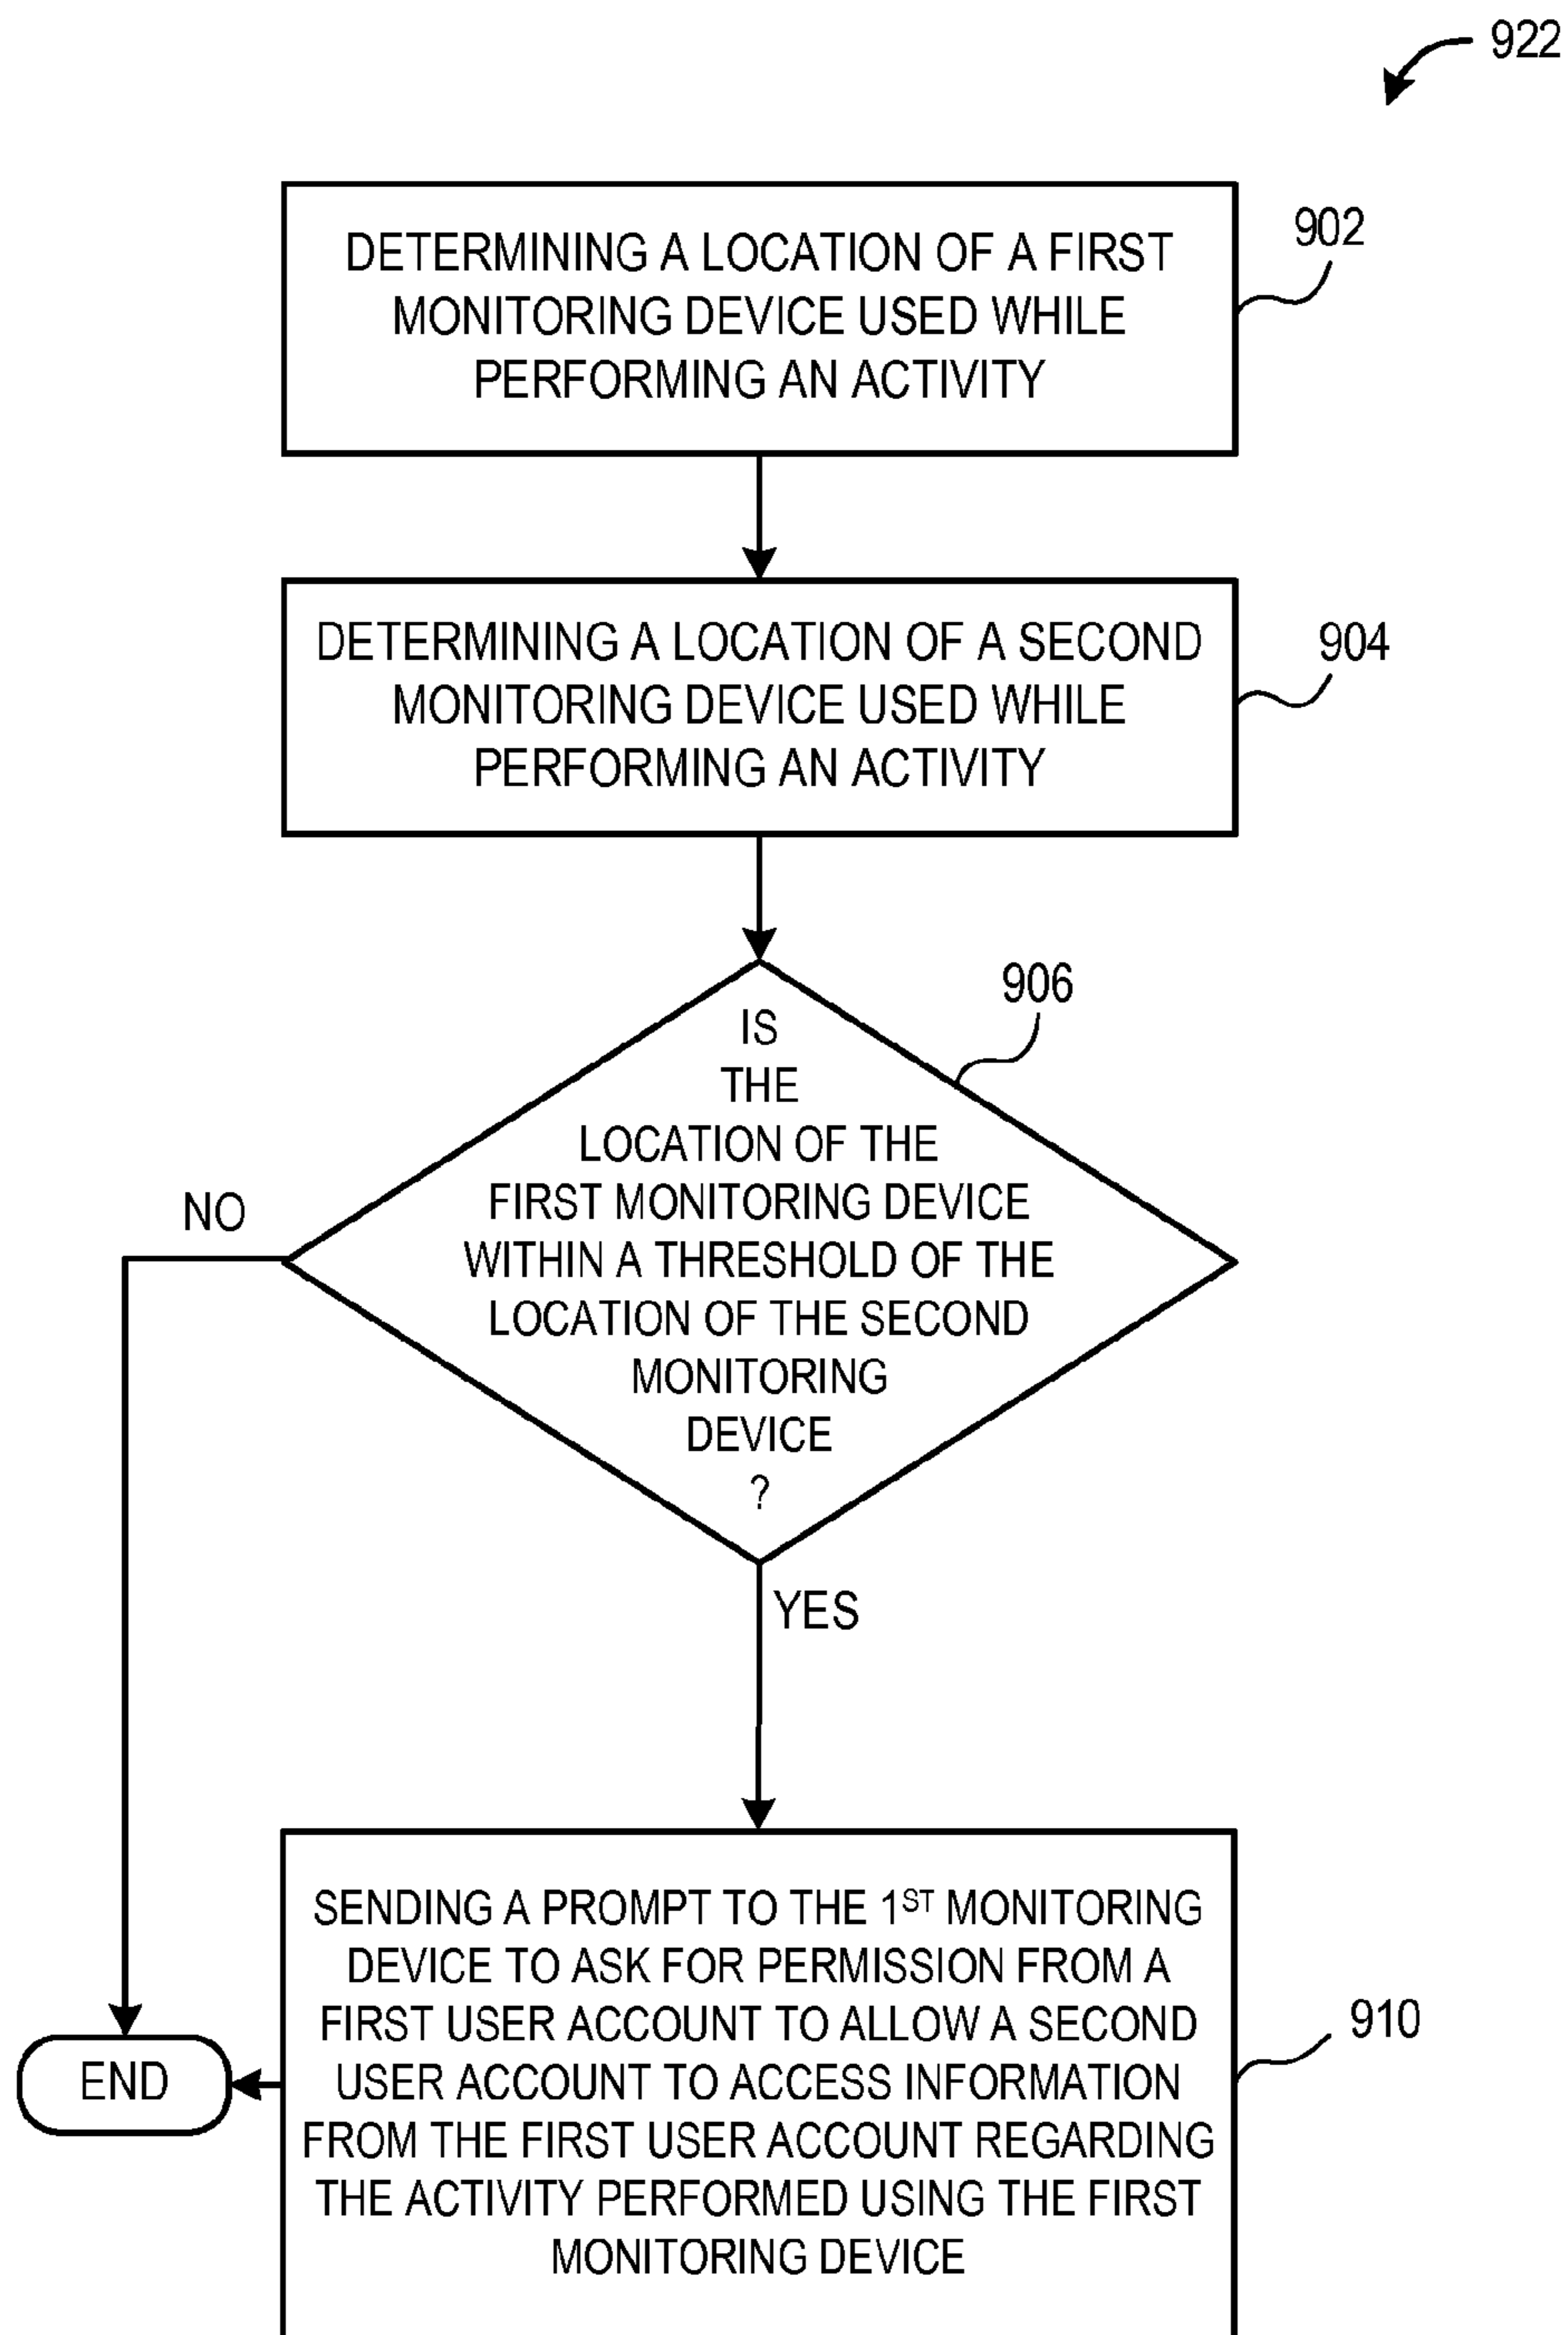 922
DETERMINING A LOCATION OF A FIRST
MONITORING DEVICE USED WHILE
PERFORMING AN ACTIVITY
902
DETERMINING A LOCATION OF A SECOND
MONITORING DEVICE USED WHILE
PERFORMING AN ACTIVITY
904
906
IS
THE
LOCATION OF THE
FIRST MONITORING DEVICE
WITHIN A THRESHOLD OF THE
LOCATION OF THE SECOND
MONITORING
DEVICE
?
NO
YES
SENDING A PROMPT TO THE 1ST MONITORING
DEVICE TO ASK FOR PERMISSION FROM A
FIRST USER ACCOUNT TO ALLOW A SECOND
USER ACCOUNT TO ACCESS INFORMATION
FROM THE FIRST USER ACCOUNT REGARDING
THE ACTIVITY PERFORMED USING THE FIRST
MONITORING DEVICE
910
END